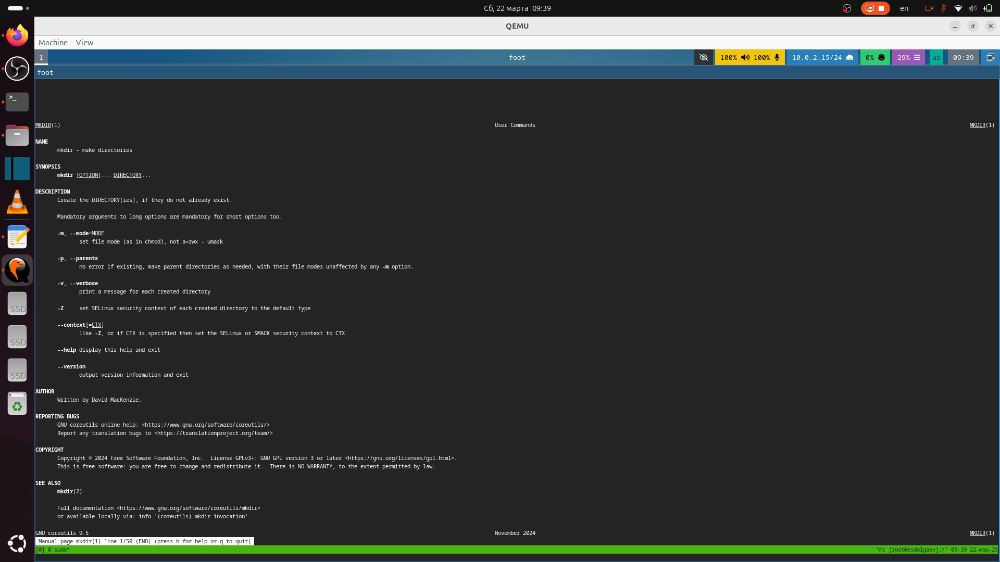 Сб, 22 марта 09:39
en
QEMU
Machine View
1 foot 100% 100% 10.0.2.15/24 0% 29% us 09:39
foot
MKDIR(1) User Commands MKDIR(1)
NAME
mkdir - make directories
SYNOPSIS
mkdir [OPTION]... DIRECTORY...
DESCRIPTION
Create the DIRECTORY(ies), if they do not already exist.
Mandatory arguments to long options are mandatory for short options too.
-m, --mode=MODE
set file mode (as in chmod), not a=rwx - umask
-p, --parents
no error if existing, make parent directories as needed, with their file modes unaffected by any -m option.
-v, --verbose
print a message for each created directory
-Z set SELinux security context of each created directory to the default type
--context[=CTX]
like -Z, or if CTX is specified then set the SELinux or SMACK security context to CTX
--help display this help and exit
--version
output version information and exit
AUTHOR
Written by David MacKenzie.
REPORTING BUGS
GNU coreutils online help: <https://www.gnu.org/software/coreutils/>
Report any translation bugs to <https://translationproject.org/team/>
COPYRIGHT
Copyright © 2024 Free Software Foundation, Inc. License GPLv3+: GNU GPL version 3 or later <https://gnu.org/licenses/gpl.html>.
This is free software: you are free to change and redistribute it. There is NO WARRANTY, to the extent permitted by law.
SEE ALSO
mkdir(2)
Full documentation <https://www.gnu.org/software/coreutils/mkdir>
or available locally via: info '(coreutils) mkdir invocation'
GNU coreutils 9.5 November 2024 MKDIR(1)
Manual page mkdir(1) line 1/50 (END) (press h for help or q to quit)
[0] 0:sudo* "mc [root@esdolgaev]:/" 09:39 22-мар-25
>_
SSD
SSD
SSD